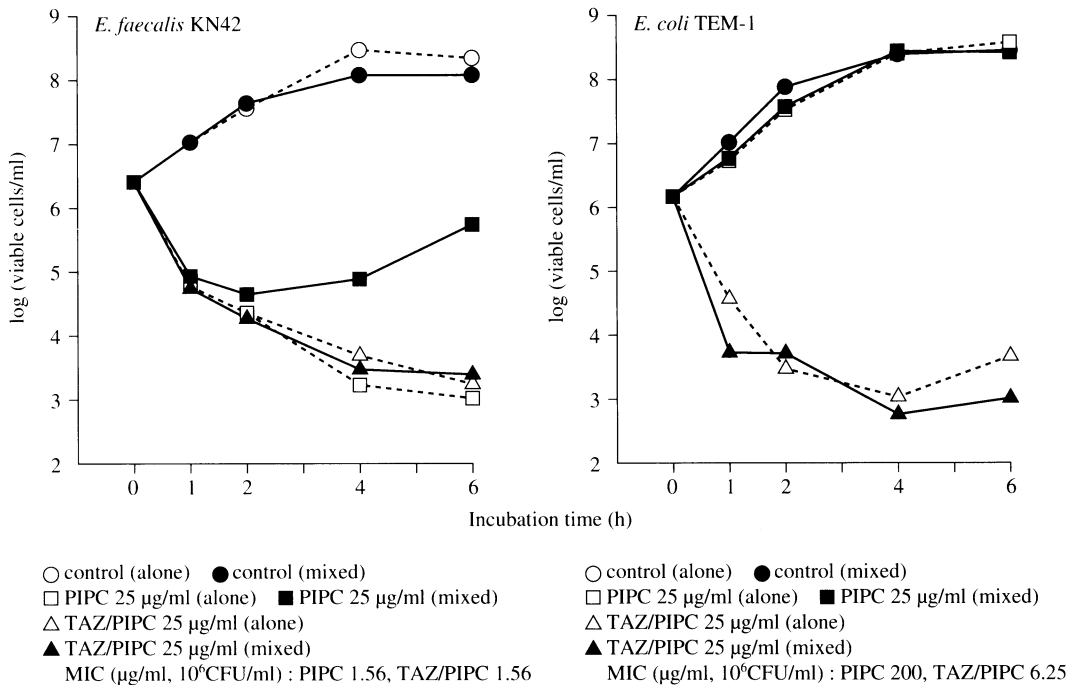 E. faecalis KN42
9
8
7
6
5
4
3
2
log (viable cells/ml)
0
1
2
4
6
E. coli TEM-1
9
8
7
6
5
4
3
2
log (viable cells/ml)
0
1
2
4
6
Incubation time (h)
control (alone) control (mixed)
PIPC 25 µg/ml (alone) PIPC 25 µg/ml (mixed)
TAZ/PIPC 25 µg/ml (alone)
TAZ/PIPC 25 µg/ml (mixed)
MIC (µg/ml, 10⁶CFU/ml) : PIPC 1.56, TAZ/PIPC 1.56
control (alone) control (mixed)
PIPC 25 µg/ml (alone) PIPC 25 µg/ml (mixed)
TAZ/PIPC 25 µg/ml (alone)
TAZ/PIPC 25 µg/ml (mixed)
MIC (µg/ml, 10⁶CFU/ml) : PIPC 200, TAZ/PIPC 6.25